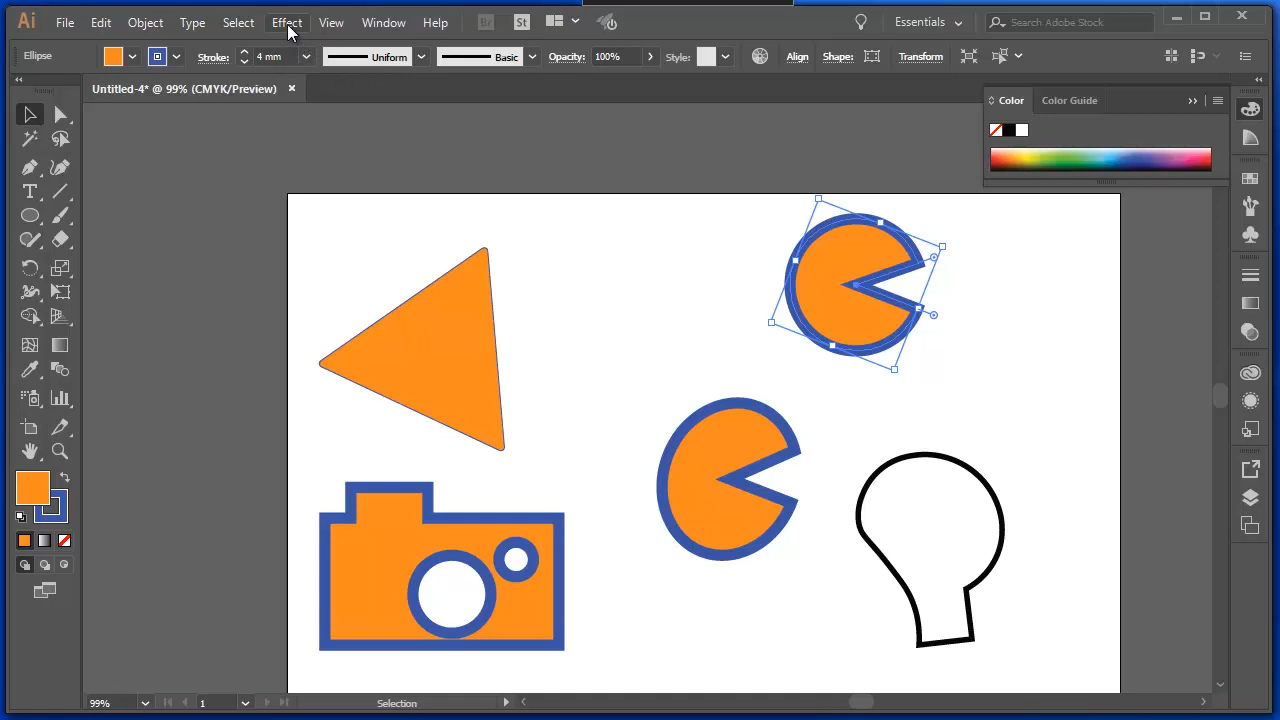 Ai File Edit Object Type Select Effect View Window Help Br St Essentials Search Adobe Stock
Ellipse Stroke: 4 mm Uniform Basic Opacity: 100% Style: Align Shape: Transform
Untitled-4* @ 99% (CMYK/Preview) ×
Color Color Guide
99% 1 Selection